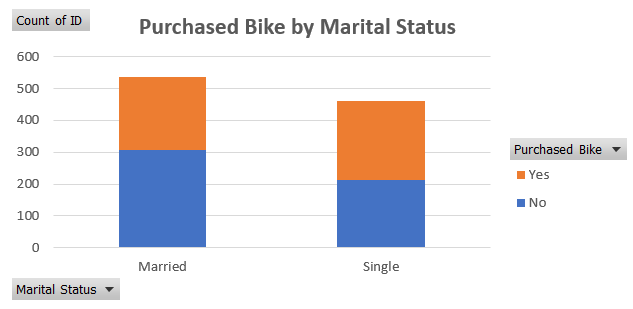 Count of ID
Purchased Bike by Marital Status
600
500
400
300
200
100
0
Married
Single
Purchased Bike
Yes
No
Marital Status